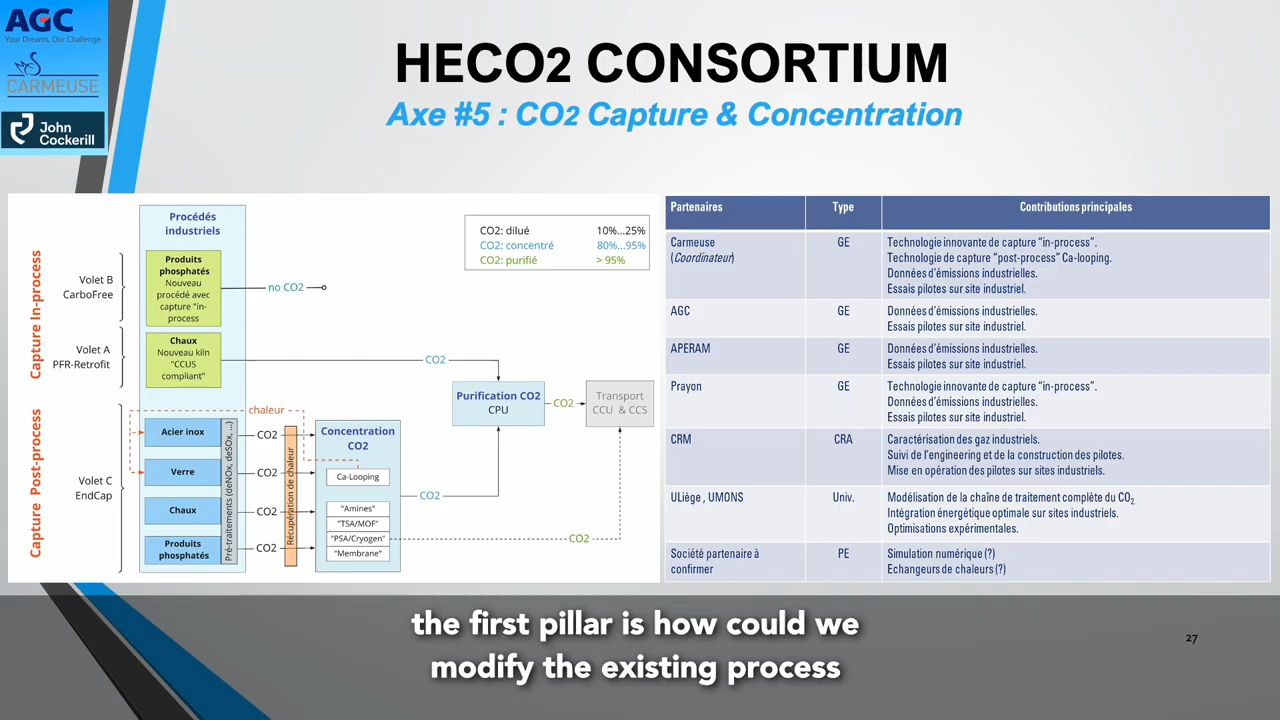 AGC
Your Dreams, Our Challenge
CARMEUSE
John
Cockerill
HECO2 CONSORTIUM
Axe #5 : CO2 Capture & Concentration
Capture In-process
Capture Post-process
Volet B
CarboFree
Volet A
PFR-Retrofit
Volet C
EndCap
Procédés
industriels
Produits
phosphatés
Nouveau
procédé avec
capture "in-
process
Chaux
Nouveau kiln
"CCUS
compliant"
Acier inox
Verre
Chaux
Produits
phosphatés
Pré-traitements (deNOx, deSOx, ...)
no CO2
CO2
chaleur
CO2
CO2
CO2
CO2
Récupération de chaleur
Concentration
CO2
Ca-Looping
"Amines"
"TSA/MOF"
"PSA/Cryogen"
"Membrane"
CO2
CO2
Purification CO2
CPU
CO2
Transport
CCU & CCS
CO2: dilué 10%...25%
CO2: concentré 80%...95%
CO2: purifié > 95%
Partenaires Type Contributions principales
Carmeuse GE Technologie innovante de capture “in-process”.
(Coordinateur) Technologie de capture “post-process” Ca-looping.
Données d’émissions industrielles.
Essais pilotes sur site industriel.
AGC GE Données d’émissions industrielles.
Essais pilotes sur site industriel.
APERAM GE Données d’émissions industrielles.
Essais pilotes sur site industriel.
Prayon GE Technologie innovante de capture “in-process”.
Données d’émissions industrielles.
Essais pilotes sur site industriel.
CRM CRA Caractérisation des gaz industriels.
Suivi de l’engineering et de la construction des pilotes.
Mise en opération des pilotes sur sites industriels.
ULiège , UMONS Univ. Modélisation de la chaîne de traitement complète du CO2
Intégration énergétique optimale sur sites industriels.
Optimisations expérimentales.
Société partenaire à PE Simulation numérique (?)
confirmer Echangeurs de chaleurs (?)
the first pillar is how could we
modify the existing process
27